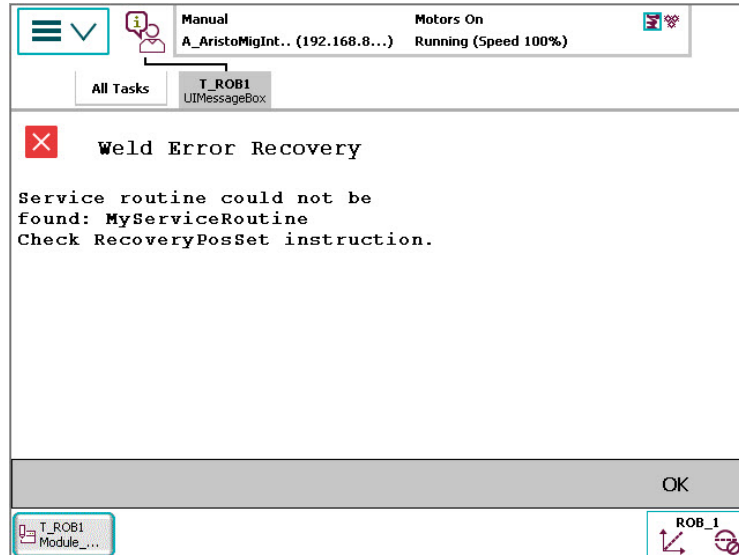 Manual
A_AristoMigInt.. (192.168.8...)
Motors On
Running (Speed 100%)
All Tasks
T_ROB1
UIMessageBox
Weld Error Recovery
Service routine could not be
found: MyServiceRoutine
Check RecoveryPosSet instruction.
OK
T_ROB1
Module_...
ROB_1